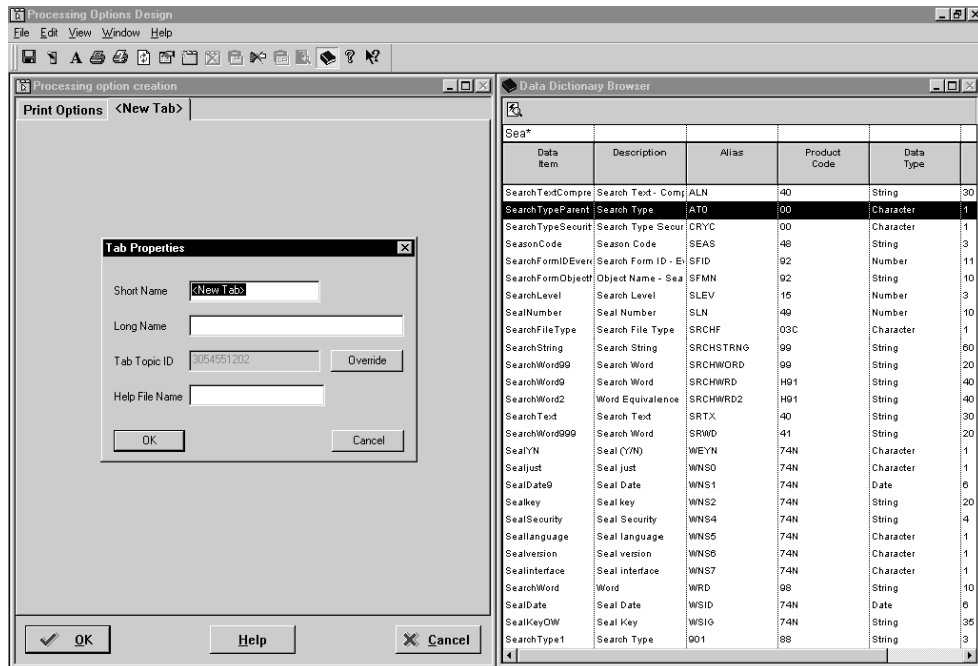 Processing Options Design
File Edit View Window Help
Processing option creation
Print Options <New Tab>
Tab Properties
Short Name <New Tab>
Long Name
Tab Topic ID 3054551202 Override
Help File Name
OK Cancel
OK Help Cancel
Data Dictionary Browser
Sea*
Data Item Description Alias Product Code Data Type
SearchTextCompre Search Text - Comp ALN 40 String 30
SearchTypeParent Search Type AT0 00 Character 1
SearchTypeSecurit Search Type Secur CRYC 00 Character 1
SeasonCode Season Code SEAS 48 String 3
SearchFormIDEvere Search Form ID - Ev SFID 92 Number 11
SearchFormObject Object Name - Sea SFMN 92 String 10
SearchLevel Search Level SLEV 15 Number 3
SealNumber Seal Number SLN 49 Number 10
SearchFileType Search File Type SRCHF 03C Character 1
SearchString Search String SRCHSTRNG 99 String 60
SearchWord99 Search Word SRCHWORD 99 String 20
SearchWord9 Search Word SRCHWRD H91 String 40
SearchWord2 Word Equivalence SRCHWRD2 H91 String 40
SearchText Search Text SRTX 40 String 30
SearchWord999 Search Word SRWD 41 String 20
SealYN Seal (Y/N) WEYN 74N Character 1
Sealjust Seal just WNS0 74N Character 1
SealDate9 Seal Date WNS1 74N Date 6
Sealkey Seal key WNS2 74N String 20
SealSecurity Seal Security WNS4 74N String 4
Seallanguage Seal language WNS5 74N Character 1
Sealversion Seal version WNS6 74N Character 1
Sealinterface Seal interface WNS7 74N Character 1
SearchWord Word WRD 98 String 10
SealDate Seal Date WSID 74N Date 6
SealKeyOW Seal Key WSIG 74N String 35
SearchType1 Search Type 901 88 String 3